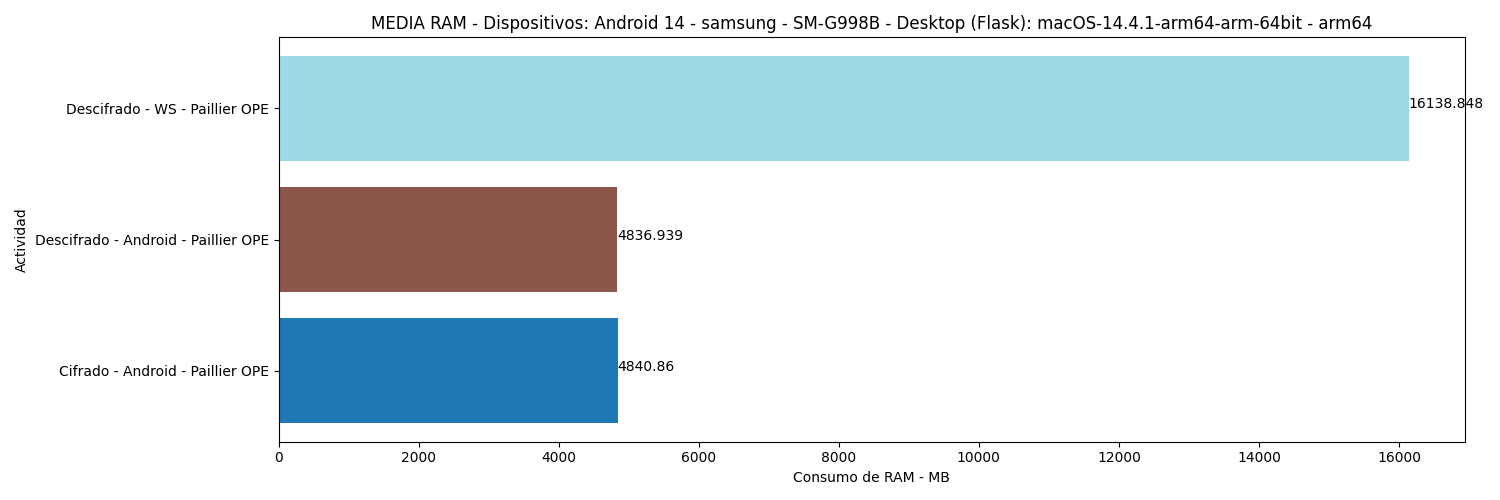 MEDIA RAM - Dispositivos: Android 14 - samsung - SM-G998B - Desktop (Flask): macOS-14.4.1-arm64-arm-64bit - arm64
Descifrado - WS - Paillier OPE
16138.848
Descifrado - Android - Paillier OPE
4836.939
Cifrado - Android - Paillier OPE
4840.86
Actividad
0 2000 4000 6000 8000 10000 12000 14000 16000
Consumo de RAM - MB